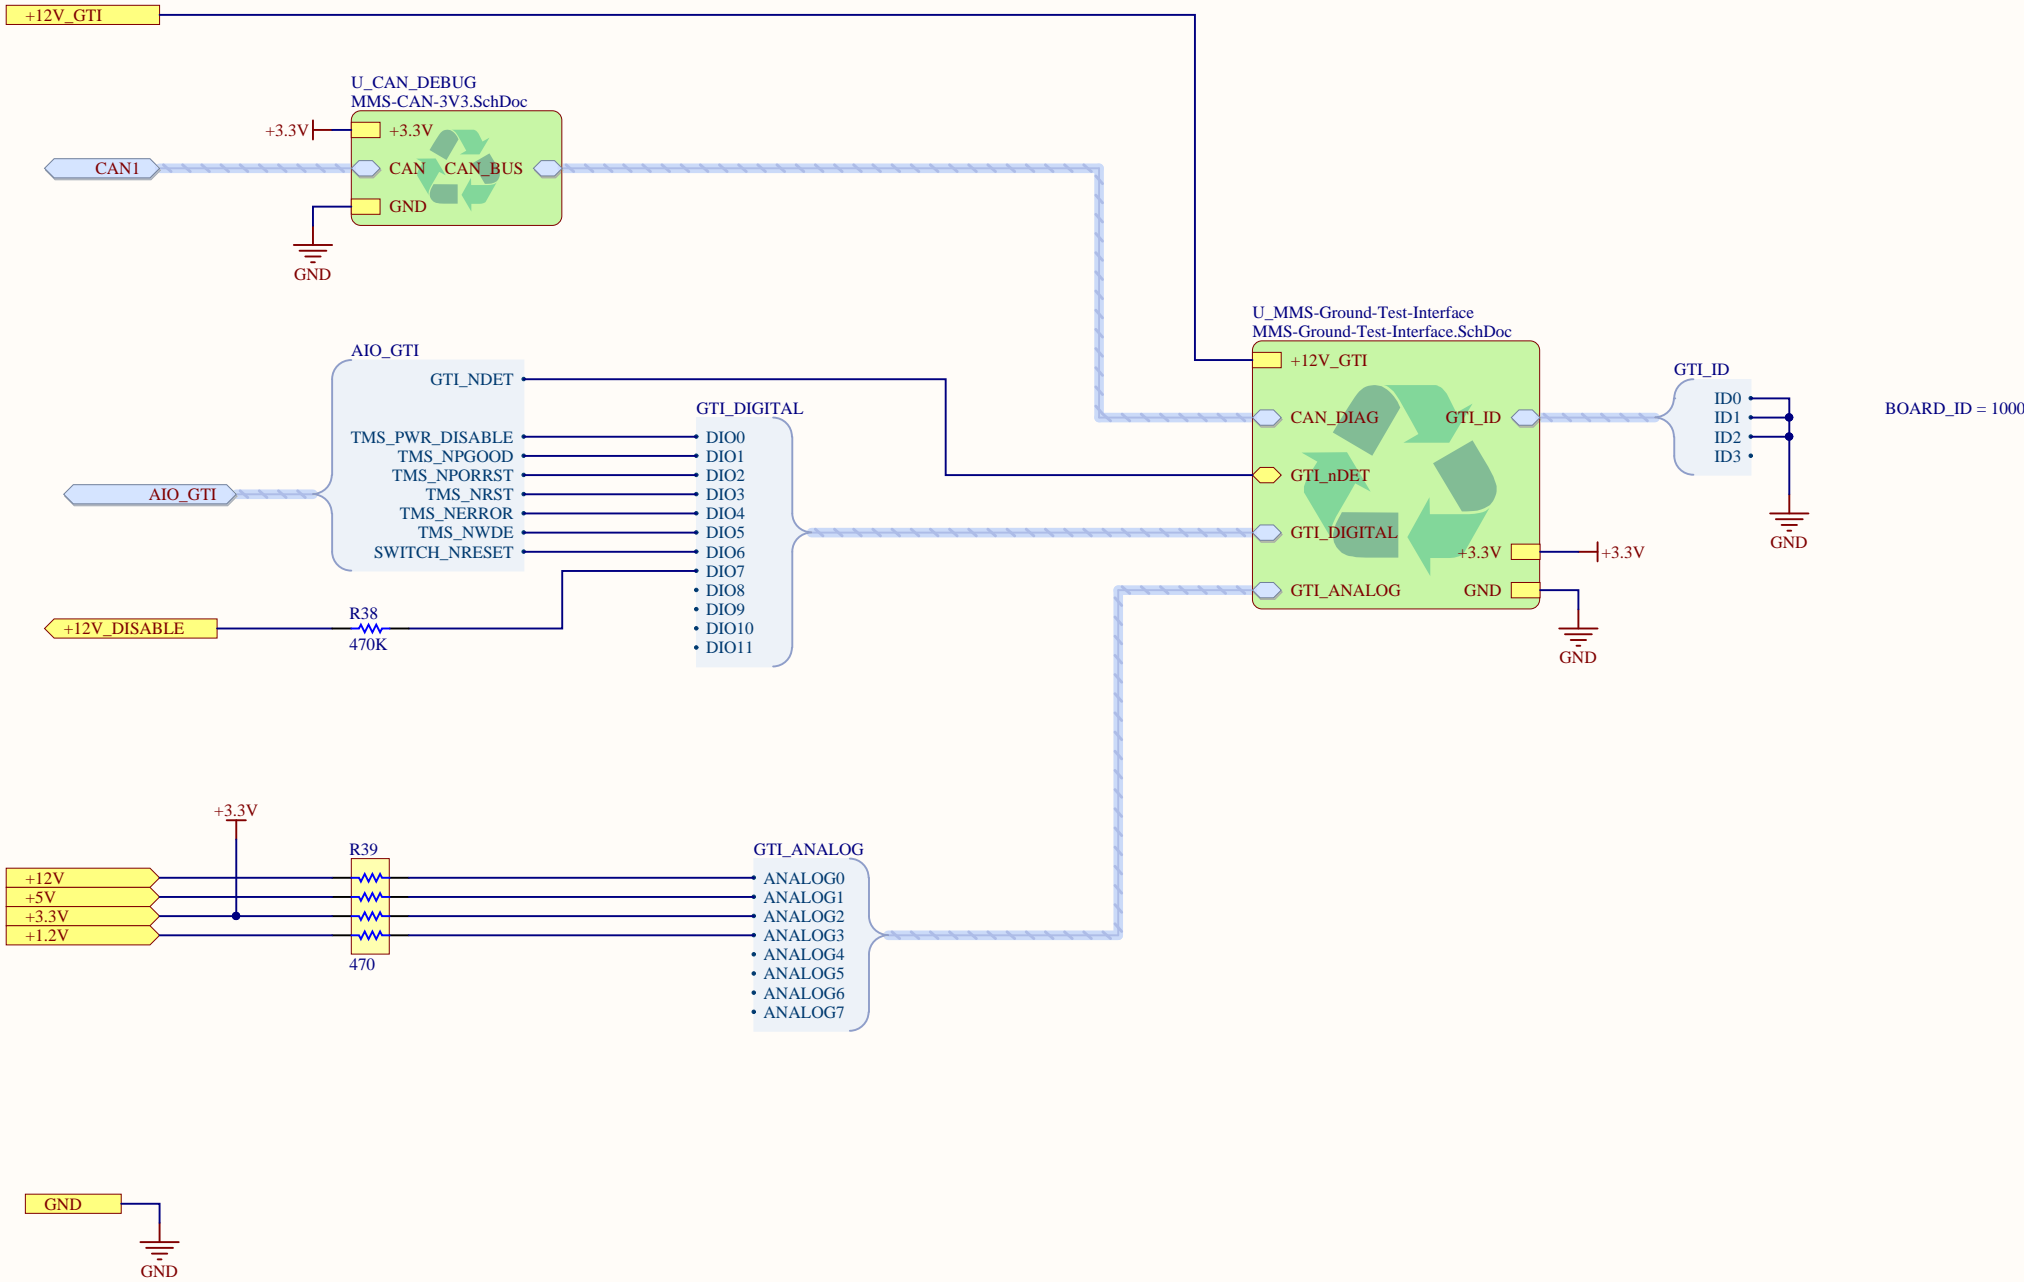 +12V_GTI
U_CAN_DEBUG
MMS-CAN-3V3.SchDoc
+3.3V
+3.3V
CAN1
CAN
CAN_BUS
GND
GND
U_MMS-Ground-Test-Interface
MMS-Ground-Test-Interface.SchDoc
+12V_GTI
CAN_DIAG
GTI_ID
GTI_nDET
GTI_DIGITAL
+3.3V
+3.3V
GTI_ANALOG
GND
GND
GTI_ID
ID0
ID1
ID2
ID3
GND
BOARD_ID = 1000
AIO_GTI
GTI_NDET
TMS_PWR_DISABLE
TMS_NPGOOD
TMS_NPORRST
TMS_NRST
TMS_NERROR
TMS_NWDE
SWITCH_NRESET
AIO_GTI
GTI_DIGITAL
DIO0
DIO1
DIO2
DIO3
DIO4
DIO5
DIO6
DIO7
DIO8
DIO9
DIO10
DIO11
+12V_DISABLE
R38
470K
+3.3V
+12V
+5V
+3.3V
+1.2V
R39
470
GTI_ANALOG
ANALOG0
ANALOG1
ANALOG2
ANALOG3
ANALOG4
ANALOG5
ANALOG6
ANALOG7
GND
GND